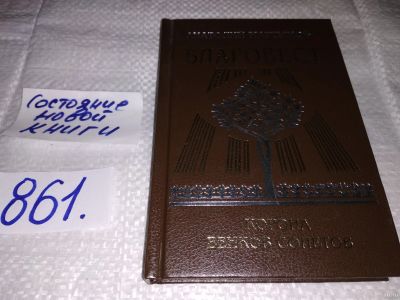 Состояние
новой
книги
861.
БЛАГОВЕСТ
КОРОНА
ВЕНКОВ СОНЕТОВ